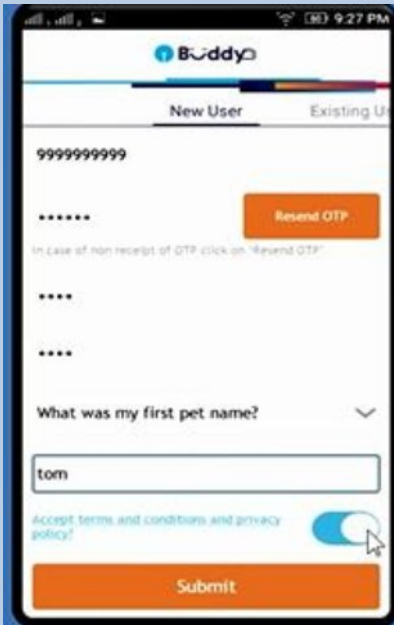 9:27 PM
Buddy
New User Existing U
9999999999
•••••• Resend OTP
In case of non receipt of OTP click on "Resend OTP"
••••
••••
What was my first pet name?
tom
Accept terms and conditions and privacy
policy?
Submit